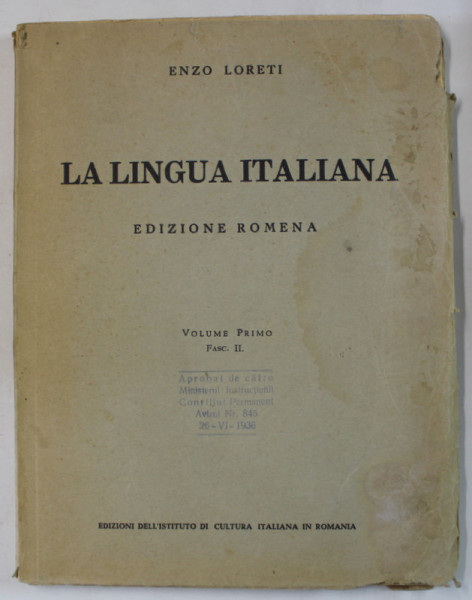 ENZO LORETI
LA LINGUA ITALIANA
EDIZIONE ROMENA
VOLUME PRIMO
FASC. II.
Aprobat de către
Ministerul Instrucțiunii
Consiliul Permanent
Avizul Nr. 845
26-VI-1936
EDIZIONI DELL'ISTITUTO DI CULTURA ITALIANA IN ROMANIA